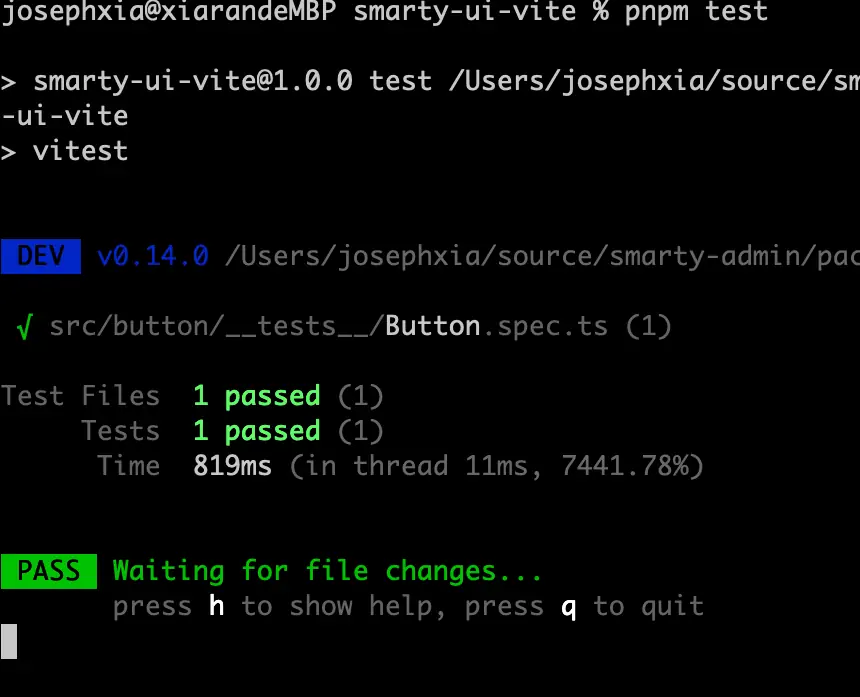 josephxia@xiarandeMBP smarty-ui-vite % pnpm test
> smarty-ui-vite@1.0.0 test /Users/josephxia/source/sm
-ui-vite
> vitest
DEV v0.14.0 /Users/josephxia/source/smarty-admin/pac
√ src/button/__tests__/Button.spec.ts (1)
Test Files 1 passed (1)
Tests 1 passed (1)
Time 819ms (in thread 11ms, 7441.78%)
PASS Waiting for file changes...
press h to show help, press q to quit